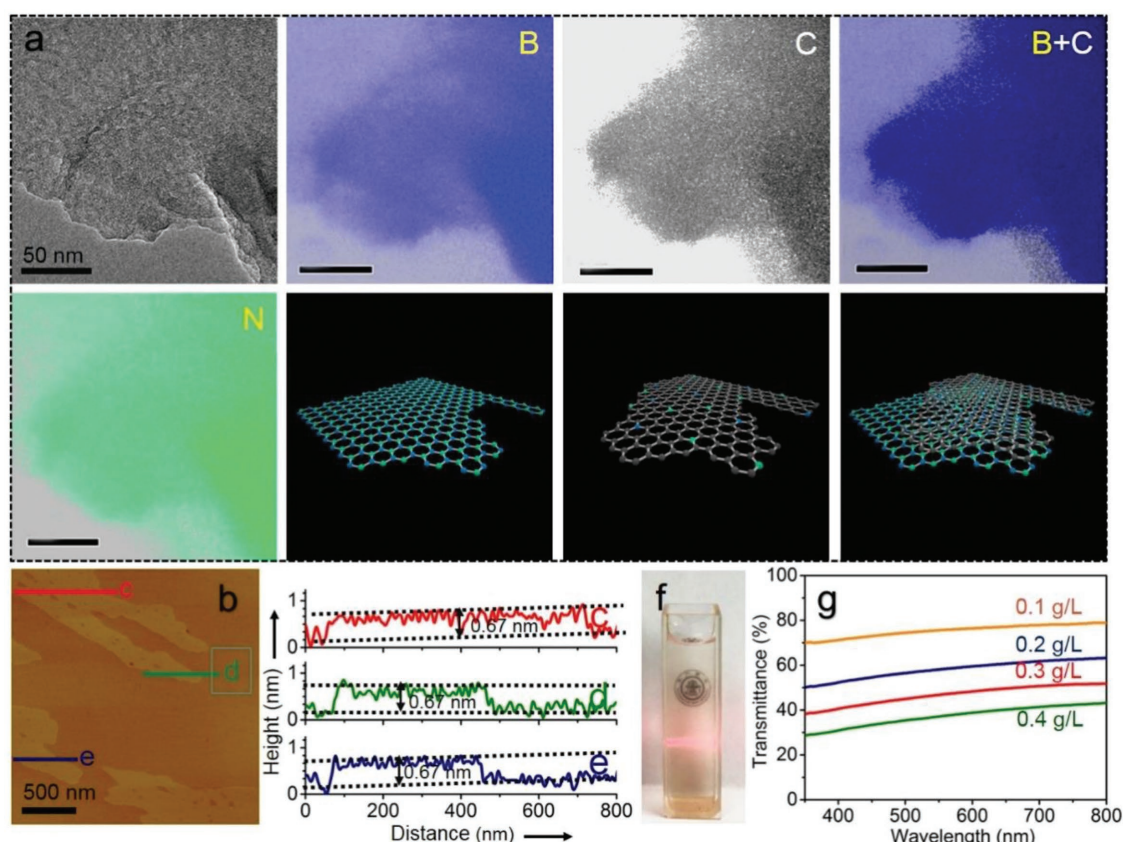 a
B
C
B+C
50 nm
N
b
c
d
e
500 nm
1
0
c
0.67 nm
1
0
d
0.67 nm
1
0
e
0.67 nm
Height (nm)
0 200 400 600 800
Distance (nm)
f
g
100
80
60
40
20
0
0.1 g/L
0.2 g/L
0.3 g/L
0.4 g/L
Transmittance (%)
400 500 600 700 800
Wavelength (nm)